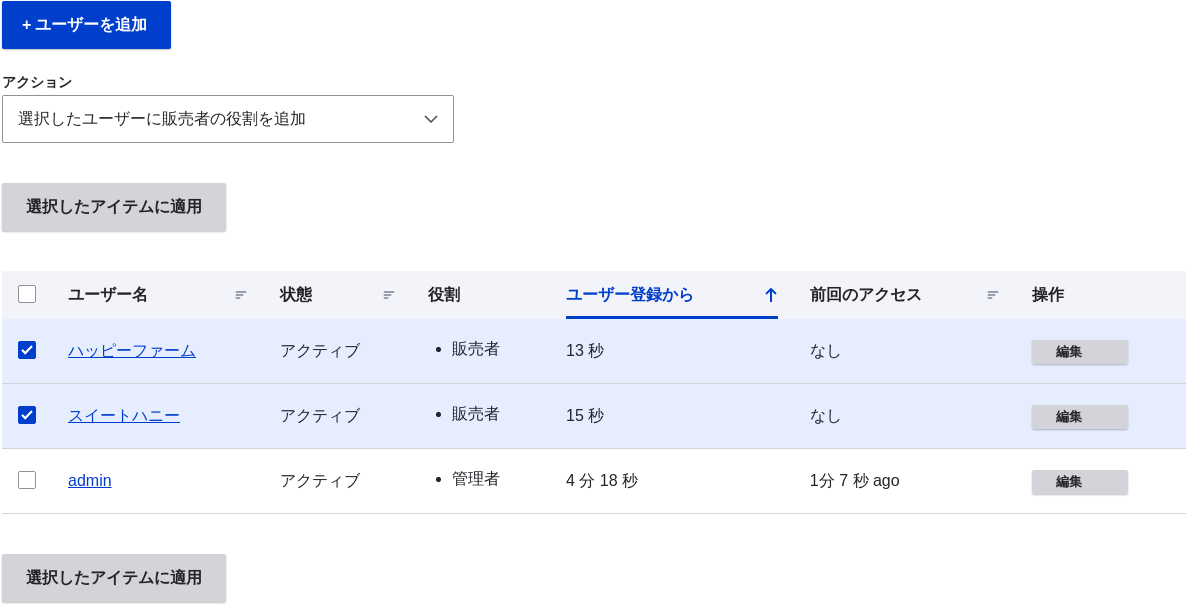 + ユーザーを追加
アクション
選択したユーザーに販売者の役割を追加
選択したアイテムに適用
ユーザー名 状態 役割 ユーザー登録から 前回のアクセス 操作
ハッピーファーム アクティブ • 販売者 13 秒 なし 編集
スイートハニー アクティブ • 販売者 15 秒 なし 編集
admin アクティブ • 管理者 4 分 18 秒 1分 7 秒 ago 編集
選択したアイテムに適用